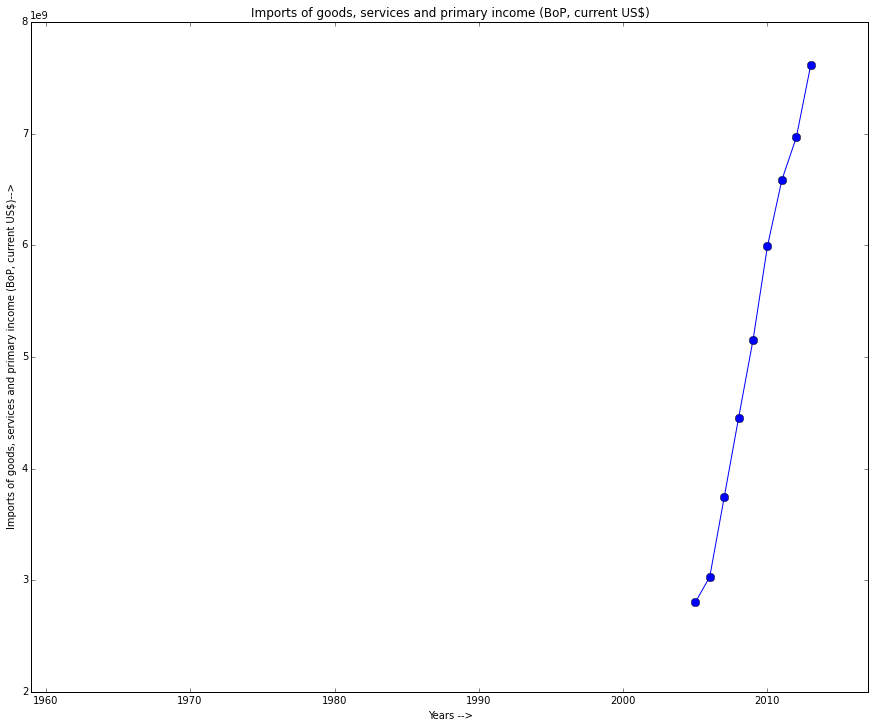 Imports of goods, services and primary income (BoP, current US$)
1e9
8
7
6
5
4
3
2
Imports of goods, services and primary income (BoP, current US$)-->
1960 1970 1980 1990 2000 2010
Years -->